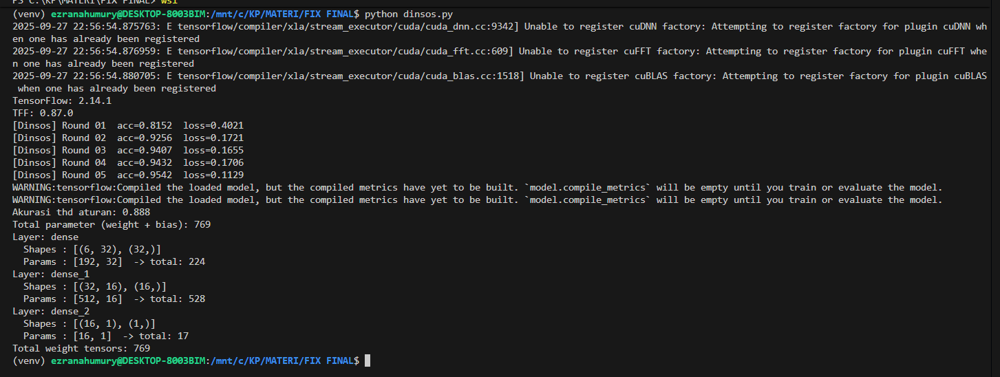 PS C:\KP\MATERI\FIX FINAL> wsl
(venv) ezranahumury@DESKTOP-8003BIM:/mnt/c/KP/MATERI/FIX FINAL$ python dinsos.py
2025-09-27 22:56:54.875763: E tensorflow/compiler/xla/stream_executor/cuda/cuda_dnn.cc:9342] Unable to register cuDNN factory: Attempting to register factory for plugin cuDNN wh
en one has already been registered
2025-09-27 22:56:54.876959: E tensorflow/compiler/xla/stream_executor/cuda/cuda_fft.cc:609] Unable to register cuFFT factory: Attempting to register factory for plugin cuFFT whe
n one has already been registered
2025-09-27 22:56:54.880705: E tensorflow/compiler/xla/stream_executor/cuda/cuda_blas.cc:1518] Unable to register cuBLAS factory: Attempting to register factory for plugin cuBLAS
 when one has already been registered
TensorFlow: 2.14.1
TFF: 0.87.0
[Dinsos] Round 01  acc=0.8152  loss=0.4021
[Dinsos] Round 02  acc=0.9256  loss=0.1721
[Dinsos] Round 03  acc=0.9407  loss=0.1655
[Dinsos] Round 04  acc=0.9432  loss=0.1706
[Dinsos] Round 05  acc=0.9542  loss=0.1129
WARNING:tensorflow:Compiled the loaded model, but the compiled metrics have yet to be built. `model.compile_metrics` will be empty until you train or evaluate the model.
WARNING:tensorflow:Compiled the loaded model, but the compiled metrics have yet to be built. `model.compile_metrics` will be empty until you train or evaluate the model.
Akurasi thd aturan: 0.888
Total parameter (weight + bias): 769
Layer: dense
  Shapes : [(6, 32), (32,)]
  Params : [192, 32]  -> total: 224
Layer: dense_1
  Shapes : [(32, 16), (16,)]
  Params : [512, 16]  -> total: 528
Layer: dense_2
  Shapes : [(16, 1), (1,)]
  Params : [16, 1]  -> total: 17
Total weight tensors: 769
(venv) ezranahumury@DESKTOP-8003BIM:/mnt/c/KP/MATERI/FIX FINAL$